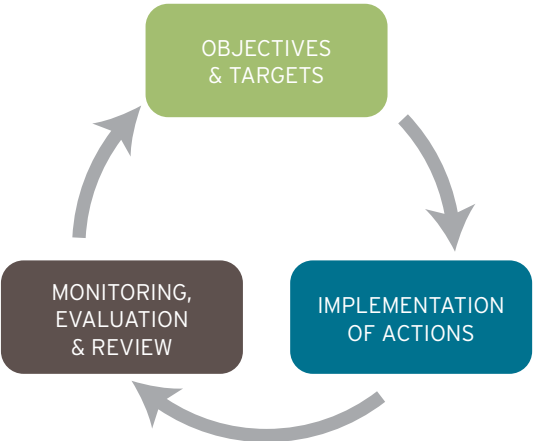 OBJECTIVES
& TARGETS
MONITORING,
EVALUATION
& REVIEW
IMPLEMENTATION
OF ACTIONS